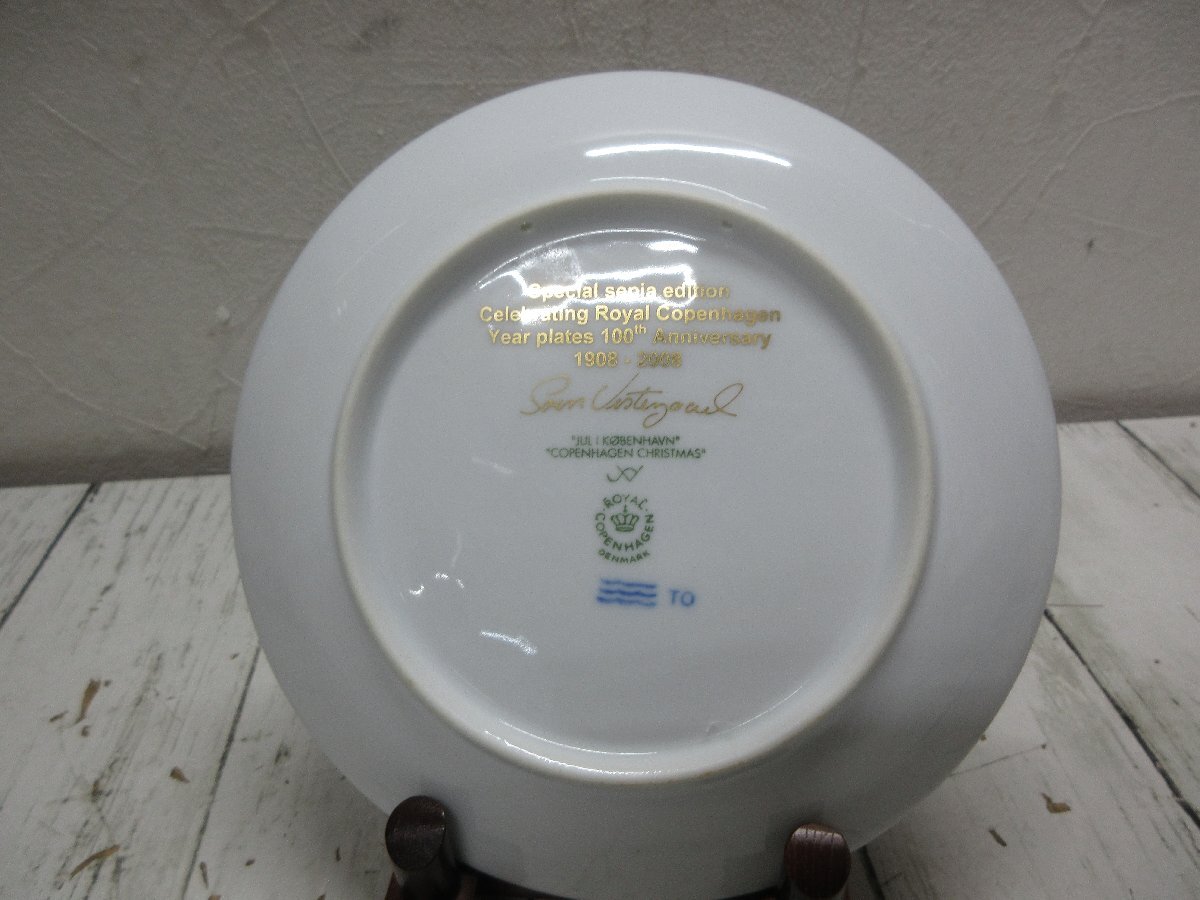 Special sepia edition
Celebrating Royal Copenhagen
Year plates 100th Anniversary
1908 - 2008
"JUL I KØBENHAVN"
"COPENHAGEN CHRISTMAS"
ROYAL
COPENHAGEN
DENMARK
TO